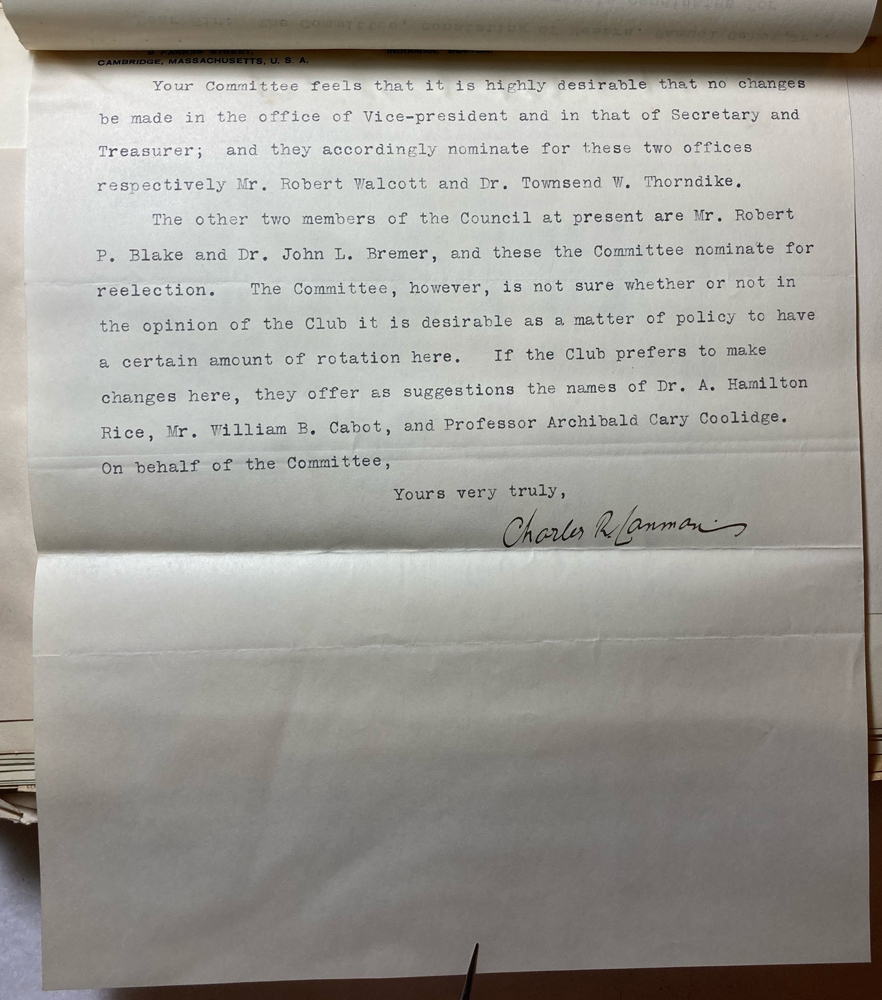 CAMBRIDGE, MASSACHUSETTS, U. S. A.
Your Committee feels that it is highly desirable that no changes
be made in the office of Vice-president and in that of Secretary and
Treasurer; and they accordingly nominate for these two offices
respectively Mr. Robert Walcott and Dr. Townsend W. Thorndike.
The other two members of the Council at present are Mr. Robert
P. Blake and Dr. John L. Bremer, and these the Committee nominate for
reelection. The Committee, however, is not sure whether or not in
the opinion of the Club it is desirable as a matter of policy to have
a certain amount of rotation here. If the Club prefers to make
changes here, they offer as suggestions the names of Dr. A. Hamilton
Rice, Mr. William B. Cabot, and Professor Archibald Cary Coolidge.
On behalf of the Committee,
Yours very truly,
Charles R. Lanman